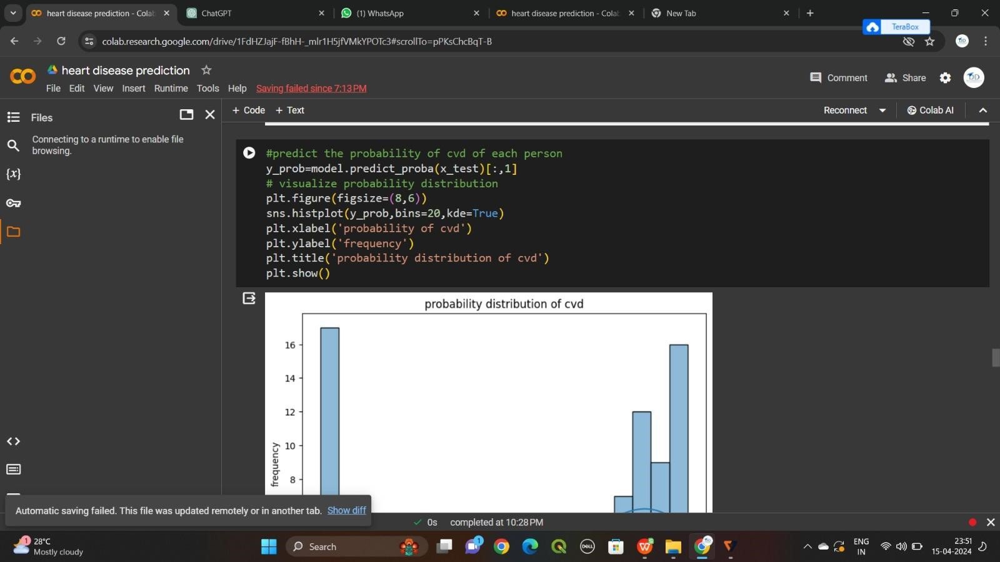 heart disease prediction - Colab
ChatGPT
(1) WhatsApp
heart disease prediction - Colab
New Tab
TeraBox
colab.research.google.com/drive/1FdHZJajF-fBhH-_mlr1H5jfVMkYPOTc3#scrollTo=pPKsChcBqT-B
heart disease prediction
File Edit View Insert Runtime Tools Help Saving failed since 7:13 PM
Comment Share
Files
+ Code + Text
Reconnect
Colab AI
Connecting to a runtime to enable file
browsing.
{x}
#predict the probability of cvd of each person
y_prob=model.predict_proba(x_test)[:,1]
# visualize probability distribution
plt.figure(figsize=(8,6))
sns.histplot(y_prob,bins=20,kde=True)
plt.xlabel('probability of cvd')
plt.ylabel('frequency')
plt.title('probability distribution of cvd')
plt.show()
probability distribution of cvd
16
14
12
10
8
frequency
Automatic saving failed. This file was updated remotely or in another tab. Show diff
0s completed at 10:28 PM
1
28°C
Mostly cloudy
Search
1
DELL
ENG
IN
23:51
15-04-2024